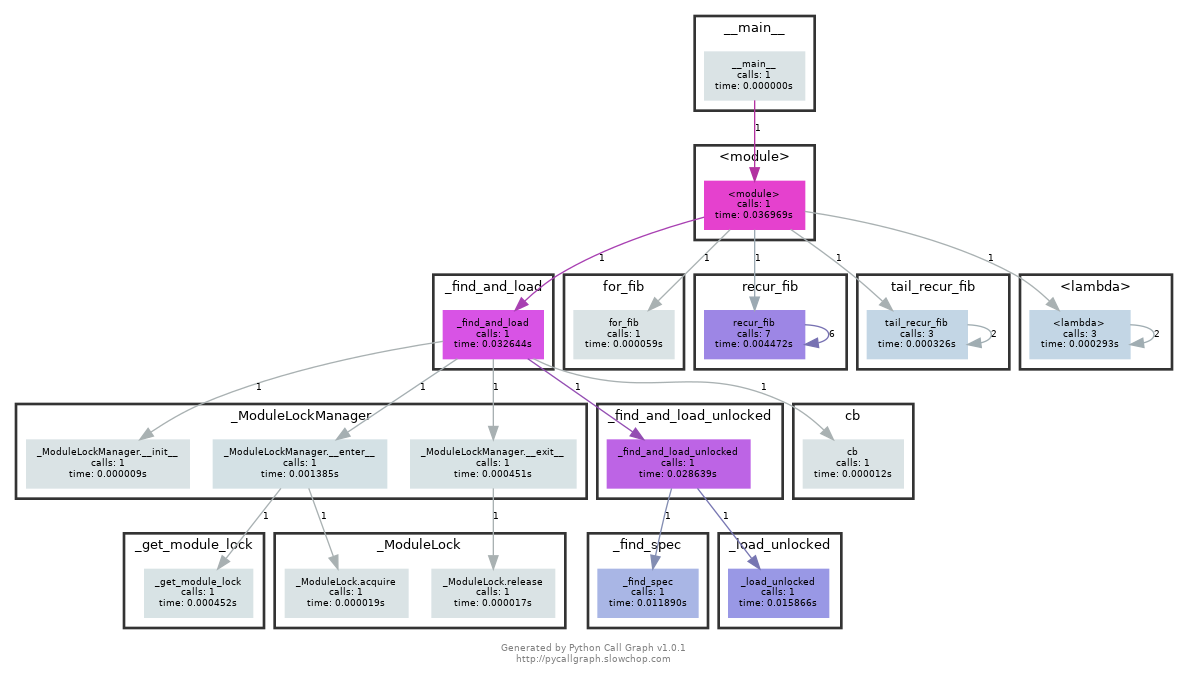 __main__
__main__
calls: 1
time: 0.000000s
1
<module>
<module>
calls: 1
time: 0.036969s
1
1
1
1
1
_find_and_load
_find_and_load
calls: 1
time: 0.032644s
for_fib
for_fib
calls: 1
time: 0.000059s
recur_fib
recur_fib
calls: 7
time: 0.004472s
6
tail_recur_fib
tail_recur_fib
calls: 3
time: 0.000326s
2
<lambda>
<lambda>
calls: 3
time: 0.000293s
2
1
1
1
1
1
_ModuleLockManager
_ModuleLockManager.__init__
calls: 1
time: 0.000009s
_ModuleLockManager.__enter__
calls: 1
time: 0.001385s
_ModuleLockManager.__exit__
calls: 1
time: 0.000451s
_find_and_load_unlocked
_find_and_load_unlocked
calls: 1
time: 0.028639s
cb
cb
calls: 1
time: 0.000012s
1
1
1
1
1
_get_module_lock
_get_module_lock
calls: 1
time: 0.000452s
_ModuleLock
_ModuleLock.acquire
calls: 1
time: 0.000019s
_ModuleLock.release
calls: 1
time: 0.000017s
_find_spec
_find_spec
calls: 1
time: 0.011890s
_load_unlocked
_load_unlocked
calls: 1
time: 0.015866s
Generated by Python Call Graph v1.0.1
http://pycallgraph.slowchop.com